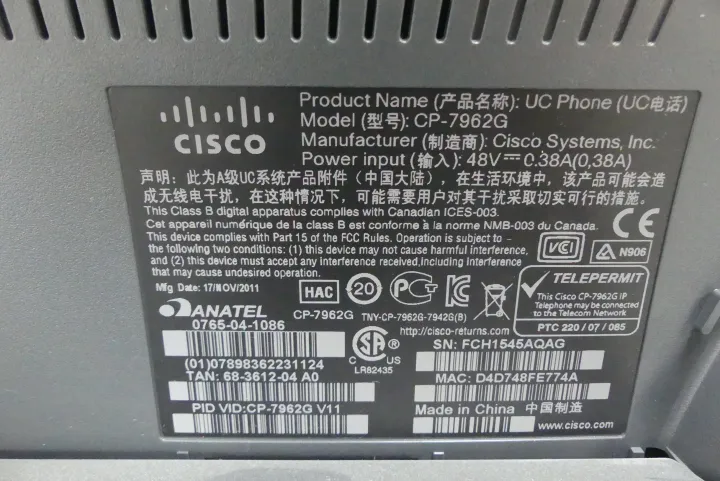 CISCO
Product Name (产品名称): UC Phone (UC电话)
Model (型号): CP-7962G
Manufacturer (制造商): Cisco Systems, Inc.
Power input (输入): 48V⎓0.38A(0,38A)
声明: 此为A级UC系统产品附件（中国大陆）, 在生活环境中, 该产品可能会造
成无线电干扰, 在这种情况下, 可能需要用户对其干扰采取切实可行的措施。
This Class B digital apparatus complies with Canadian ICES-003.
Cet appareil numérique de la class B est conforme à la norme NMB-003 du Canada.
This device complies with Part 15 of the FCC Rules. Operation is subject to
the following two conditions: (1) this device may not cause harmful interference,
and (2) this device must accept any interference received,including interference
that may cause undesired operation.
CE
VCI
N906
Mfg Date: 17/NOV/2011
HAC
20
TELEPERMIT
This Cisco CP-7962G IP
Telephone may be connected
to the Telecom Network
PTC 220 / 07 / 085
ANATEL
0765-04-1086
CP-7962G
TNY-CP-7962G-7942G(B)
http://cisco-returns.com
(01)07898362231124
C US
LR82435
SN: FCH1545AQAG
TAN: 68-3612-04 A0
MAC: D4D748FE774A
PID VID:CP-7962G V11
Made in China 中国制造
www.cisco.com